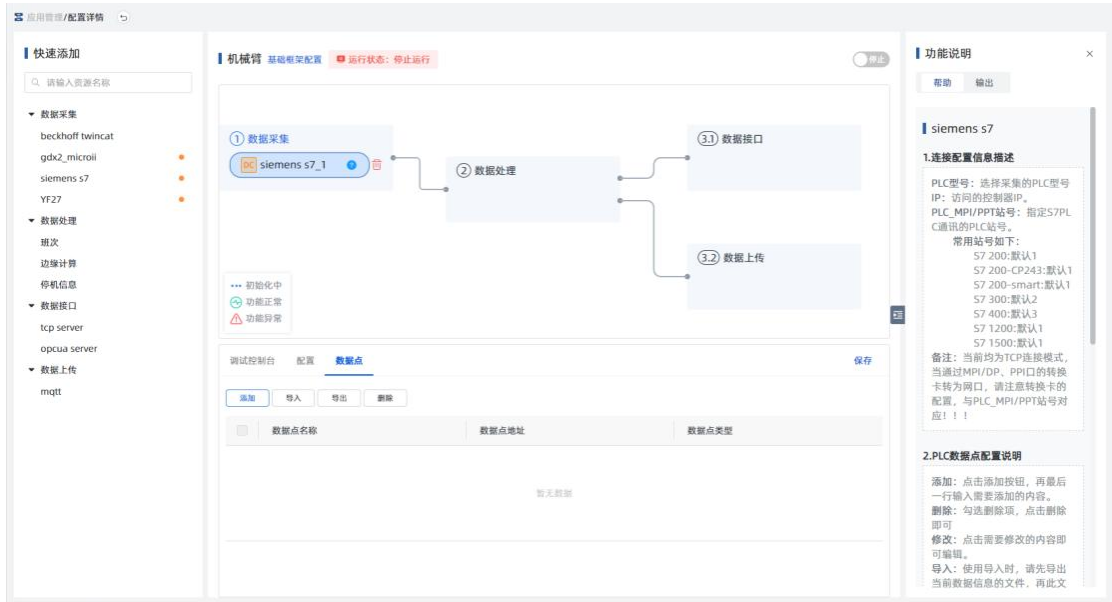 应用管理/配置详情
快速添加
请输入资源名称
数据采集
beckhoff twincat
gdx2_microii
siemens s7
YF27
数据处理
班次
边缘计算
停机信息
数据接口
tcp server
opcua server
数据上传
mqtt
机械臂 基础框架配置 运行状态：停止运行
停止
1 数据采集
DC siemens s7_1
2 数据处理
3.1 数据接口
3.2 数据上传
初始化中
功能正常
功能异常
调试控制台 配置 数据点 保存
添加 导入 导出 删除
数据点名称 数据点地址 数据点类型
暂无数据
功能说明
帮助 输出
siemens s7
1.连接配置信息描述
PLC型号：选择采集的PLC型号
IP：访问的控制器IP。
PLC_MPI/PPT站号：指定S7PL
C通讯的PLC站号。
常用站号如下：
S7 200:默认1
S7 200-CP243:默认1
S7 200-smart:默认1
S7 300:默认2
S7 400:默认3
S7 1200:默认1
S7 1500:默认1
备注：当前均为TCP连接模式，
当通过MPI/DP、PPI口的转换
卡转为网口，请注意转换卡的
配置，与PLC_MPI/PPT站号对
应！！！
2.PLC数据点配置说明
添加：点击添加按钮，再最后
一行输入需要添加的内容。
删除：勾选删除项，点击删除
即可
修改：点击需要修改的内容即
可编辑。
导入：使用导入时，请先导出
当前数据信息的文件，再此文